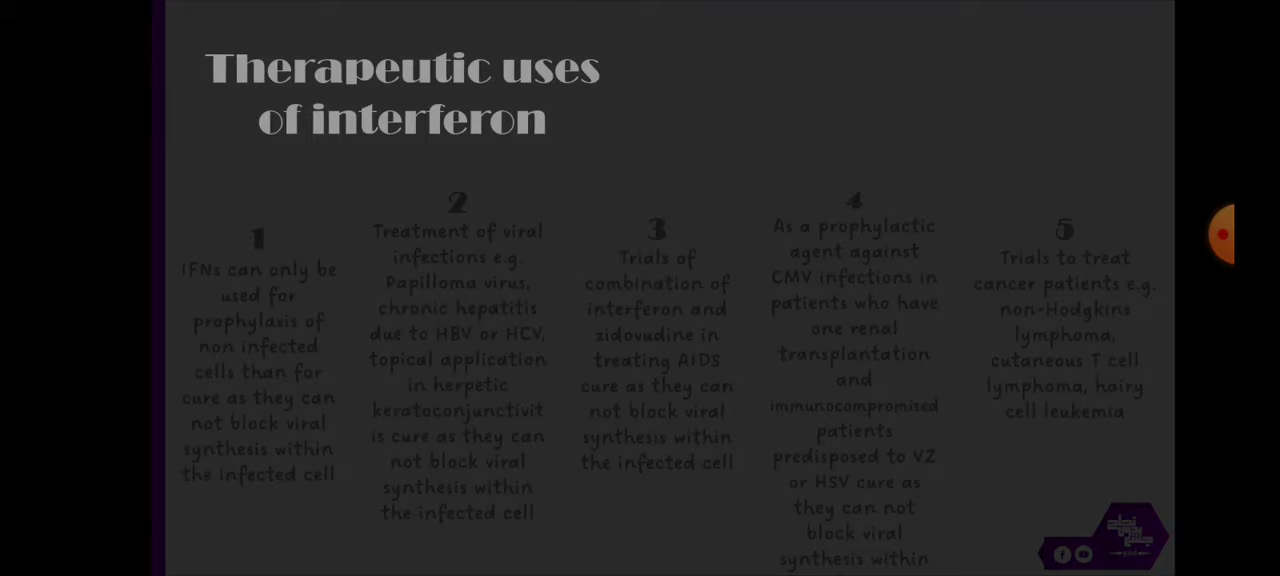 Therapeutic uses
of interferon
1
IFNs can only be
used for
prophylaxis of
non infected
cells than for
cure as they can
not block viral
synthesis within
the infected cell
2
Treatment of viral
infections e.g.
Papilloma virus,
chronic hepatitis
due to HBV or HCV,
topical application
in herpetic
keratoconjunctivit
is cure as they can
not block viral
synthesis within
the infected cell
3
Trials of
combination of
interferon and
zidovudine in
treating AIDS
cure as they can
not block viral
synthesis within
the infected cell
4
As a prophylactic
agent against
CMV infections in
patients who have
one renal
transplantation
and
immunocompromised
patients
predisposed to VZ
or HSV cure as
they can not
block viral
synthesis within
5
Trials to treat
cancer patients e.g.
non-Hodgkins
lymphoma,
cutaneous T cell
lymphoma, hairy
cell leukemia